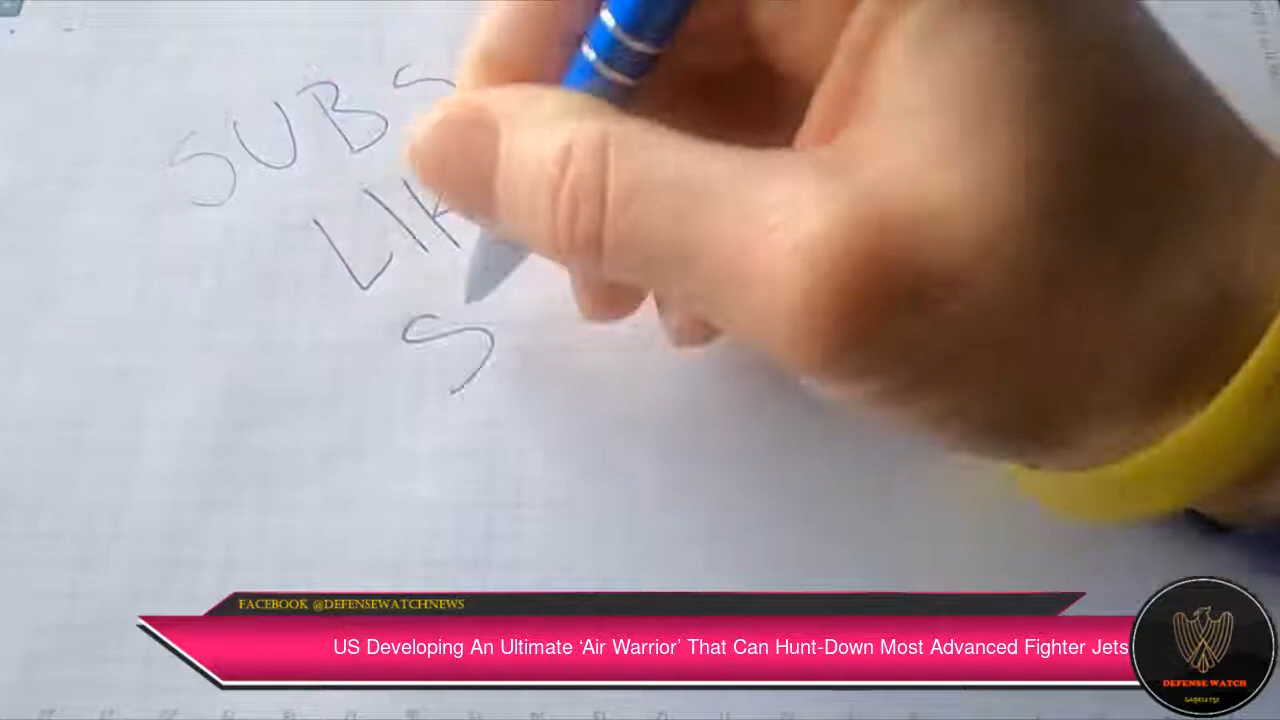 SUBS
LIK
S
FACEBOOK @DEFENSEWATCHNEWS
US Developing An Ultimate ‘Air Warrior’ That Can Hunt-Down Most Advanced Fighter Jets
DEFENSE WATCH